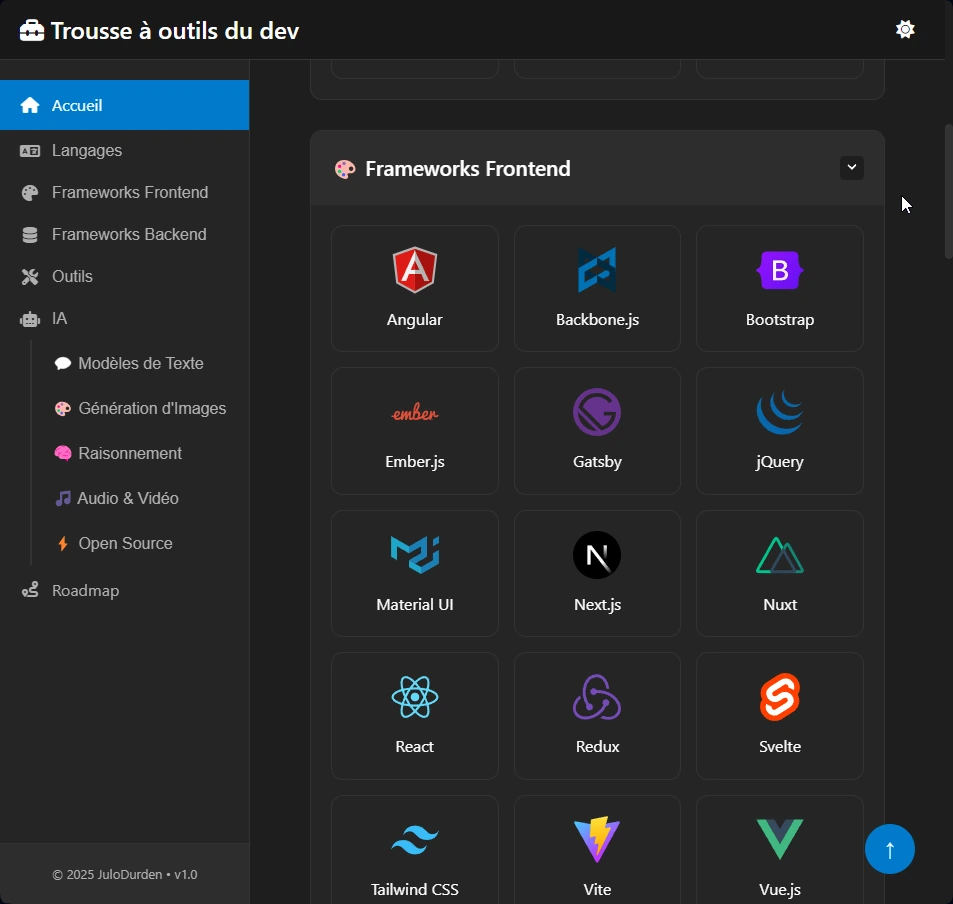 Trousse à outils du dev
Accueil
Langages
Frameworks Frontend
Frameworks Backend
Outils
IA
Modèles de Texte
Génération d'Images
Raisonnement
Audio & Vidéo
Open Source
Roadmap
© 2025 JuloDurden • v1.0
Frameworks Frontend
Angular
Backbone.js
B
Bootstrap
ember
Ember.js
Gatsby
jQuery
Material UI
N
Next.js
Nuxt
React
Redux
Svelte
Tailwind CSS
Vite
Vue.js